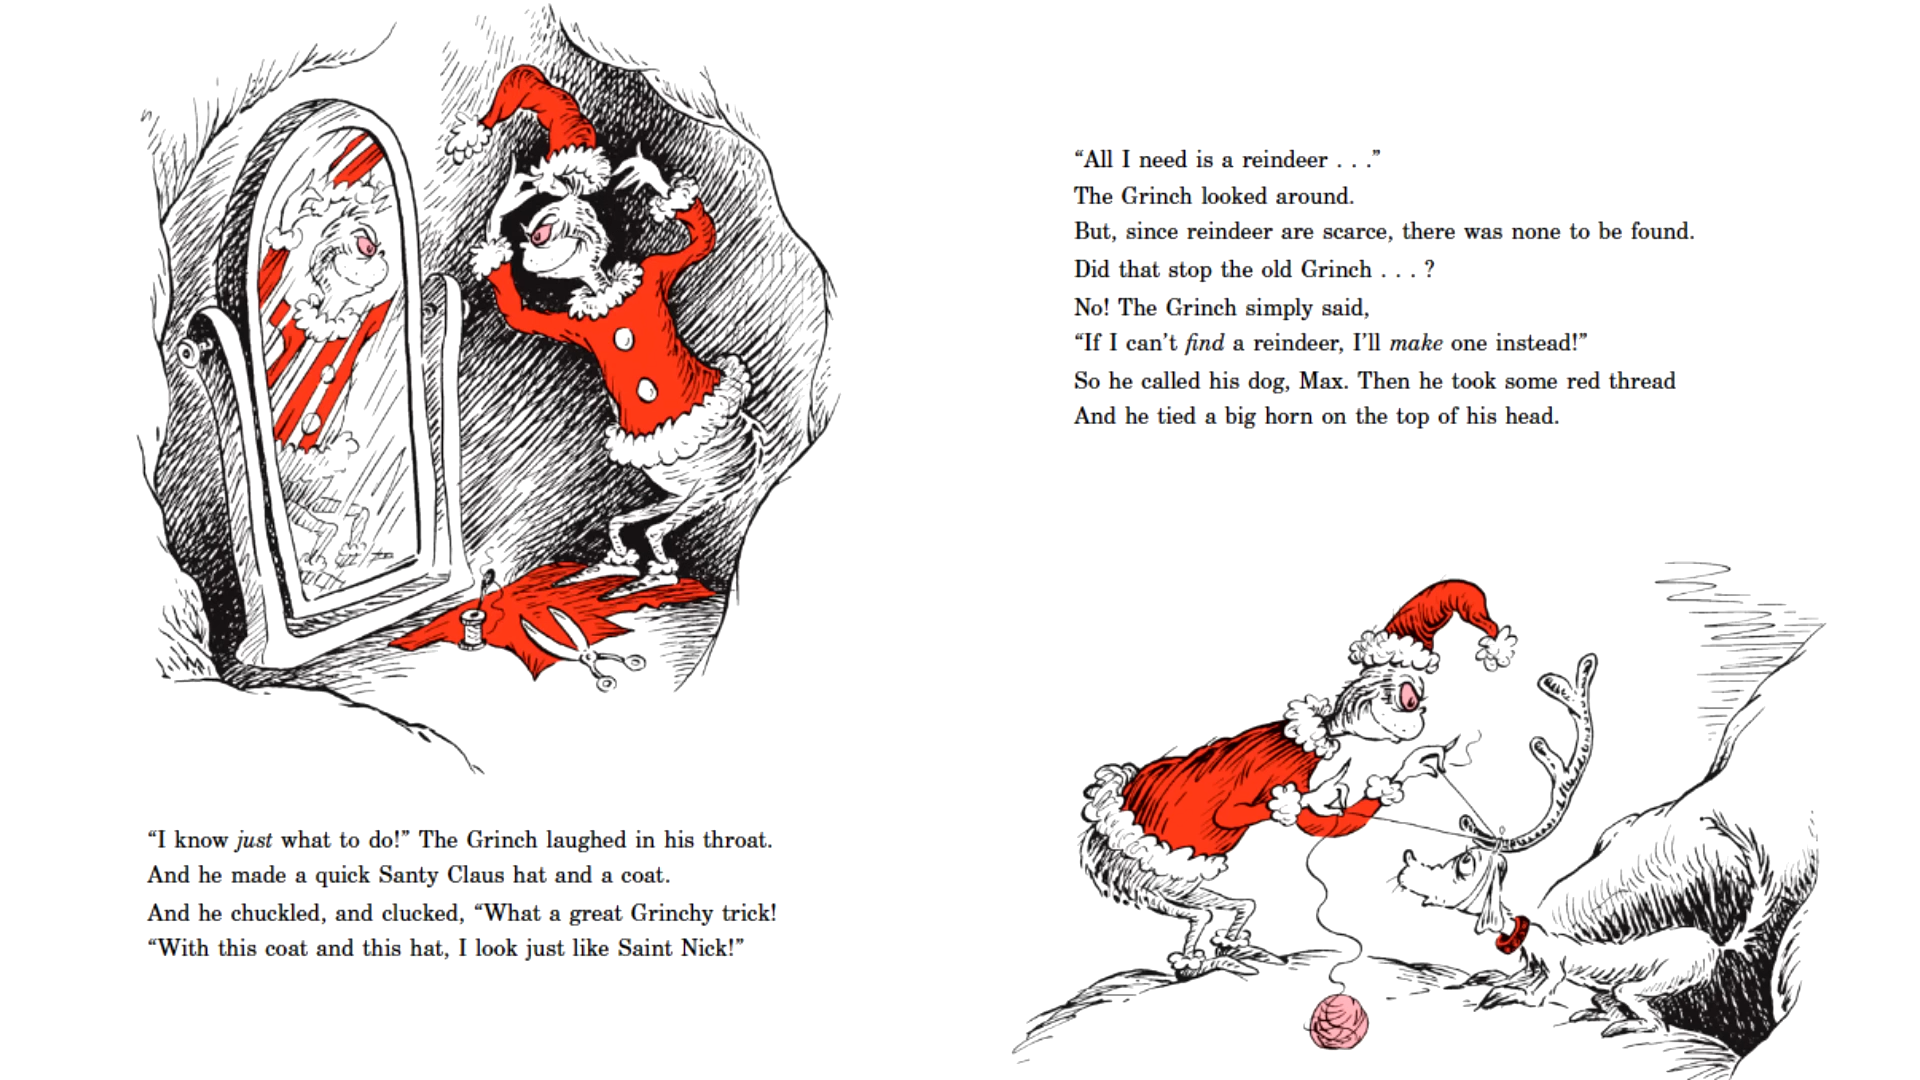 “I know just what to do!” The Grinch laughed in his throat.
And he made a quick Santy Claus hat and a coat.
And he chuckled, and clucked, “What a great Grinchy trick!
“With this coat and this hat, I look just like Saint Nick!”
“All I need is a reindeer . . .”
The Grinch looked around.
But, since reindeer are scarce, there was none to be found.
Did that stop the old Grinch . . . ?
No! The Grinch simply said,
“If I can’t find a reindeer, I’ll make one instead!”
So he called his dog, Max. Then he took some red thread
And he tied a big horn on the top of his head.